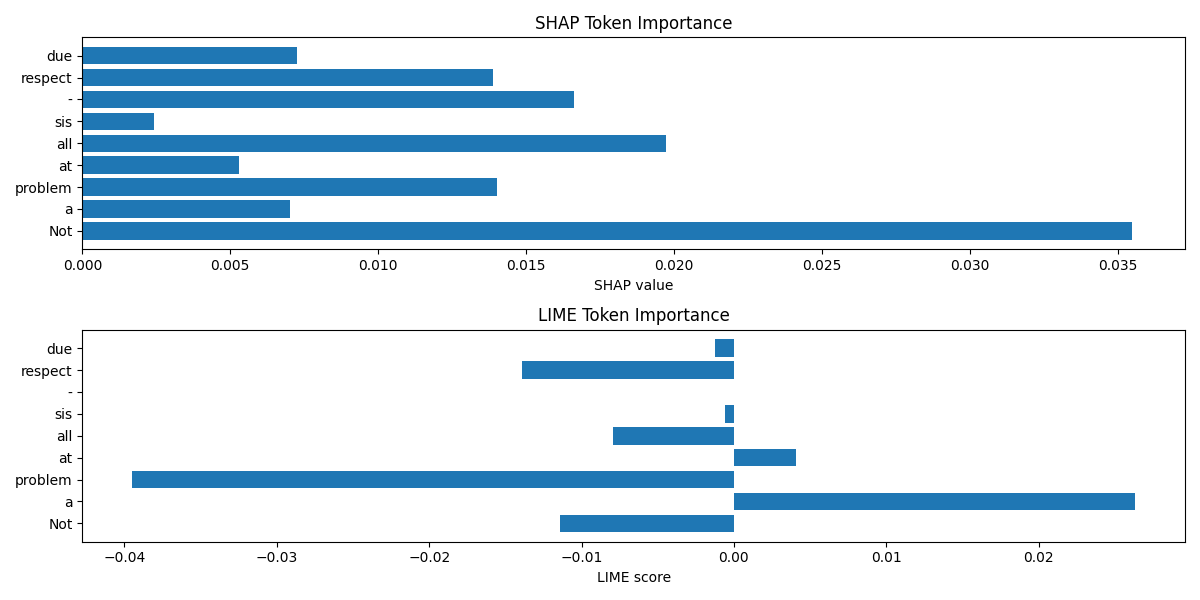 SHAP Token Importance
due
respect
-
sis
all
at
problem
a
Not
0.000 0.005 0.010 0.015 0.020 0.025 0.030 0.035
SHAP value
LIME Token Importance
due
respect
-
sis
all
at
problem
a
Not
−0.04 −0.03 −0.02 −0.01 0.00 0.01 0.02
LIME score